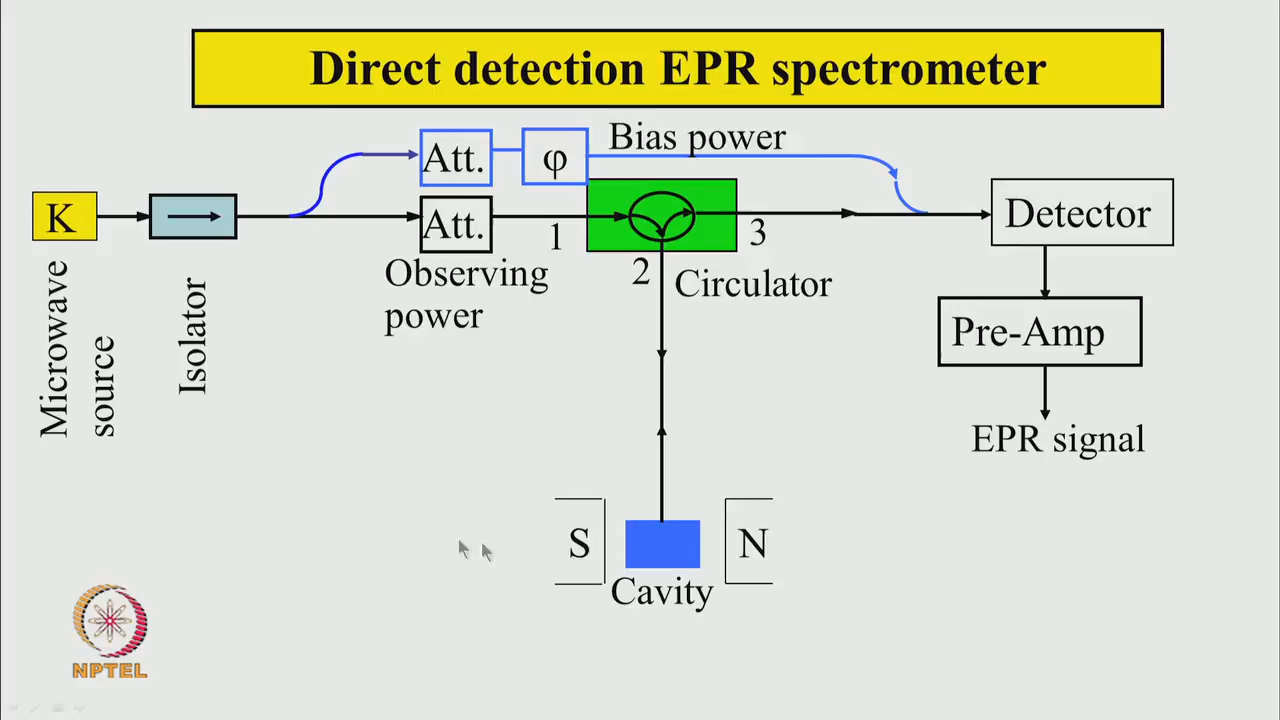 Direct detection EPR spectrometer
Bias power
Att.
φ
K
Att.
1
2
3
Detector
Observing
power
Circulator
Microwave
source
Isolator
Pre-Amp
EPR signal
S
N
Cavity
NPTEL